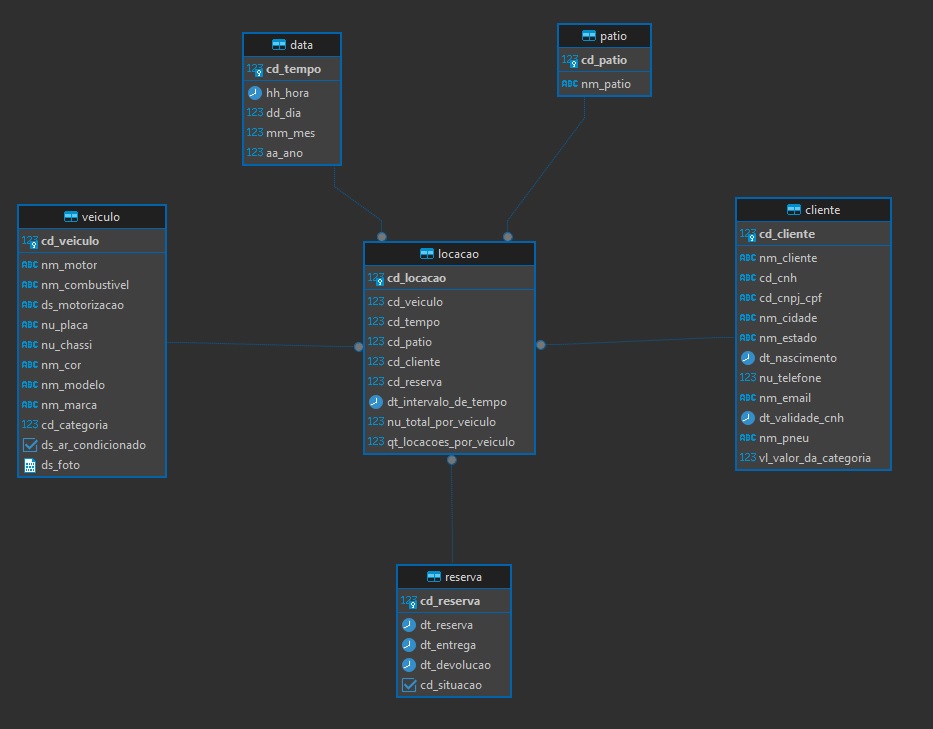 data
123 cd_tempo
hh_hora
123 dd_dia
123 mm_mes
123 aa_ano
patio
123 cd_patio
ABC nm_patio
veiculo
123 cd_veiculo
ABC nm_motor
ABC nm_combustivel
ABC ds_motorizacao
ABC nu_placa
ABC nu_chassi
ABC nm_cor
ABC nm_modelo
ABC nm_marca
123 cd_categoria
ds_ar_condicionado
ds_foto
locacao
123 cd_locacao
123 cd_veiculo
123 cd_tempo
123 cd_patio
123 cd_cliente
123 cd_reserva
dt_intervalo_de_tempo
123 nu_total_por_veiculo
123 qt_locacoes_por_veiculo
cliente
123 cd_cliente
ABC nm_cliente
ABC cd_cnh
ABC cd_cnpj_cpf
ABC nm_cidade
ABC nm_estado
dt_nascimento
123 nu_telefone
ABC nm_email
dt_validade_cnh
ABC nm_pneu
123 vl_valor_da_categoria
reserva
123 cd_reserva
dt_reserva
dt_entrega
dt_devolucao
cd_situacao